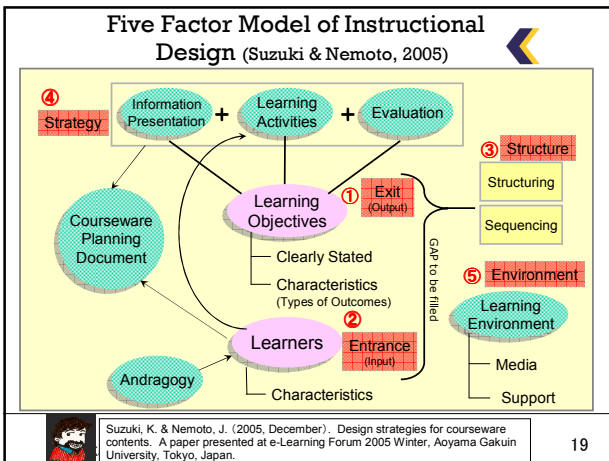 Five Factor Model of Instructional
Design (Suzuki & Nemoto, 2005)
④
Strategy
Information
Presentation
+
Learning
Activities
+
Evaluation
③ Structure
Structuring
Sequencing
① Exit
(Output)
Learning
Objectives
Clearly Stated
Characteristics
(Types of Outcomes)
Courseware
Planning
Document
GAP to be filled
⑤ Environment
Learning
Environment
Media
Support
②
Entrance
(Input)
Learners
Characteristics
Andragogy
Suzuki, K. & Nemoto, J. (2005, December). Design strategies for courseware
contents. A paper presented at e-Learning Forum 2005 Winter, Aoyama Gakuin
University, Tokyo, Japan.
19